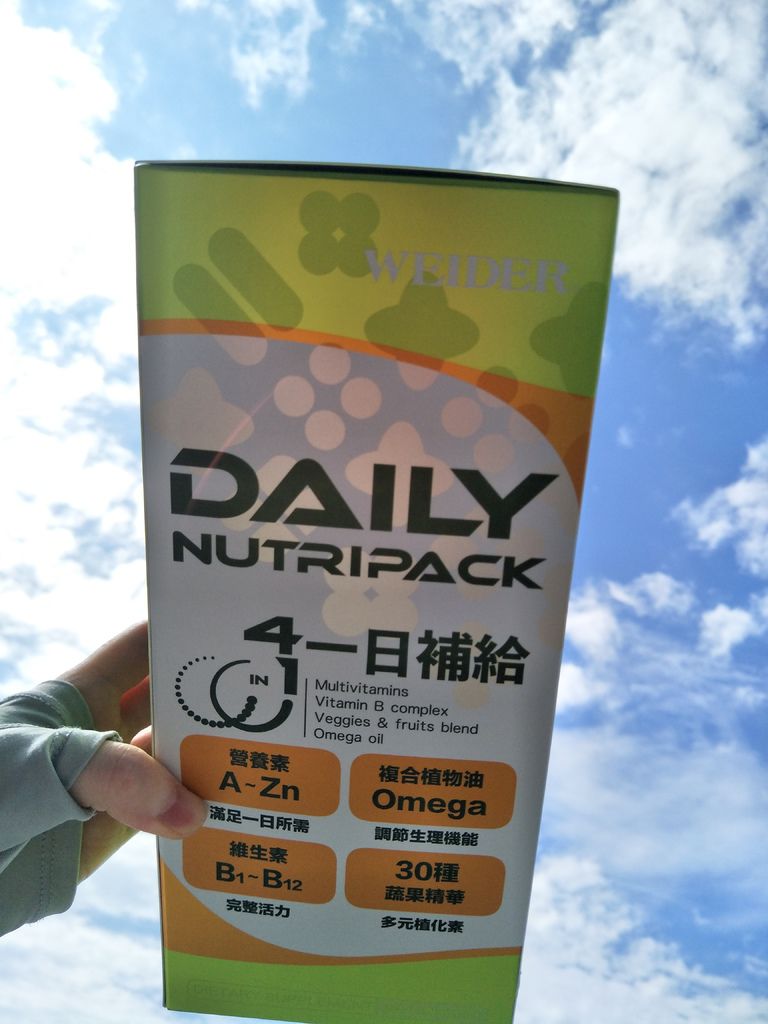 WEIDER
DAILY
NUTRIPACK
4 IN 1
一日補給
Multivitamins
Vitamin B complex
Veggies & fruits blend
Omega oil
營養素
A~Zn
滿足一日所需
複合植物油
Omega
調節生理機能
維生素
B1~B12
完整活力
30種
蔬果精華
多元植化素
DIETARY SUPPLEMENT